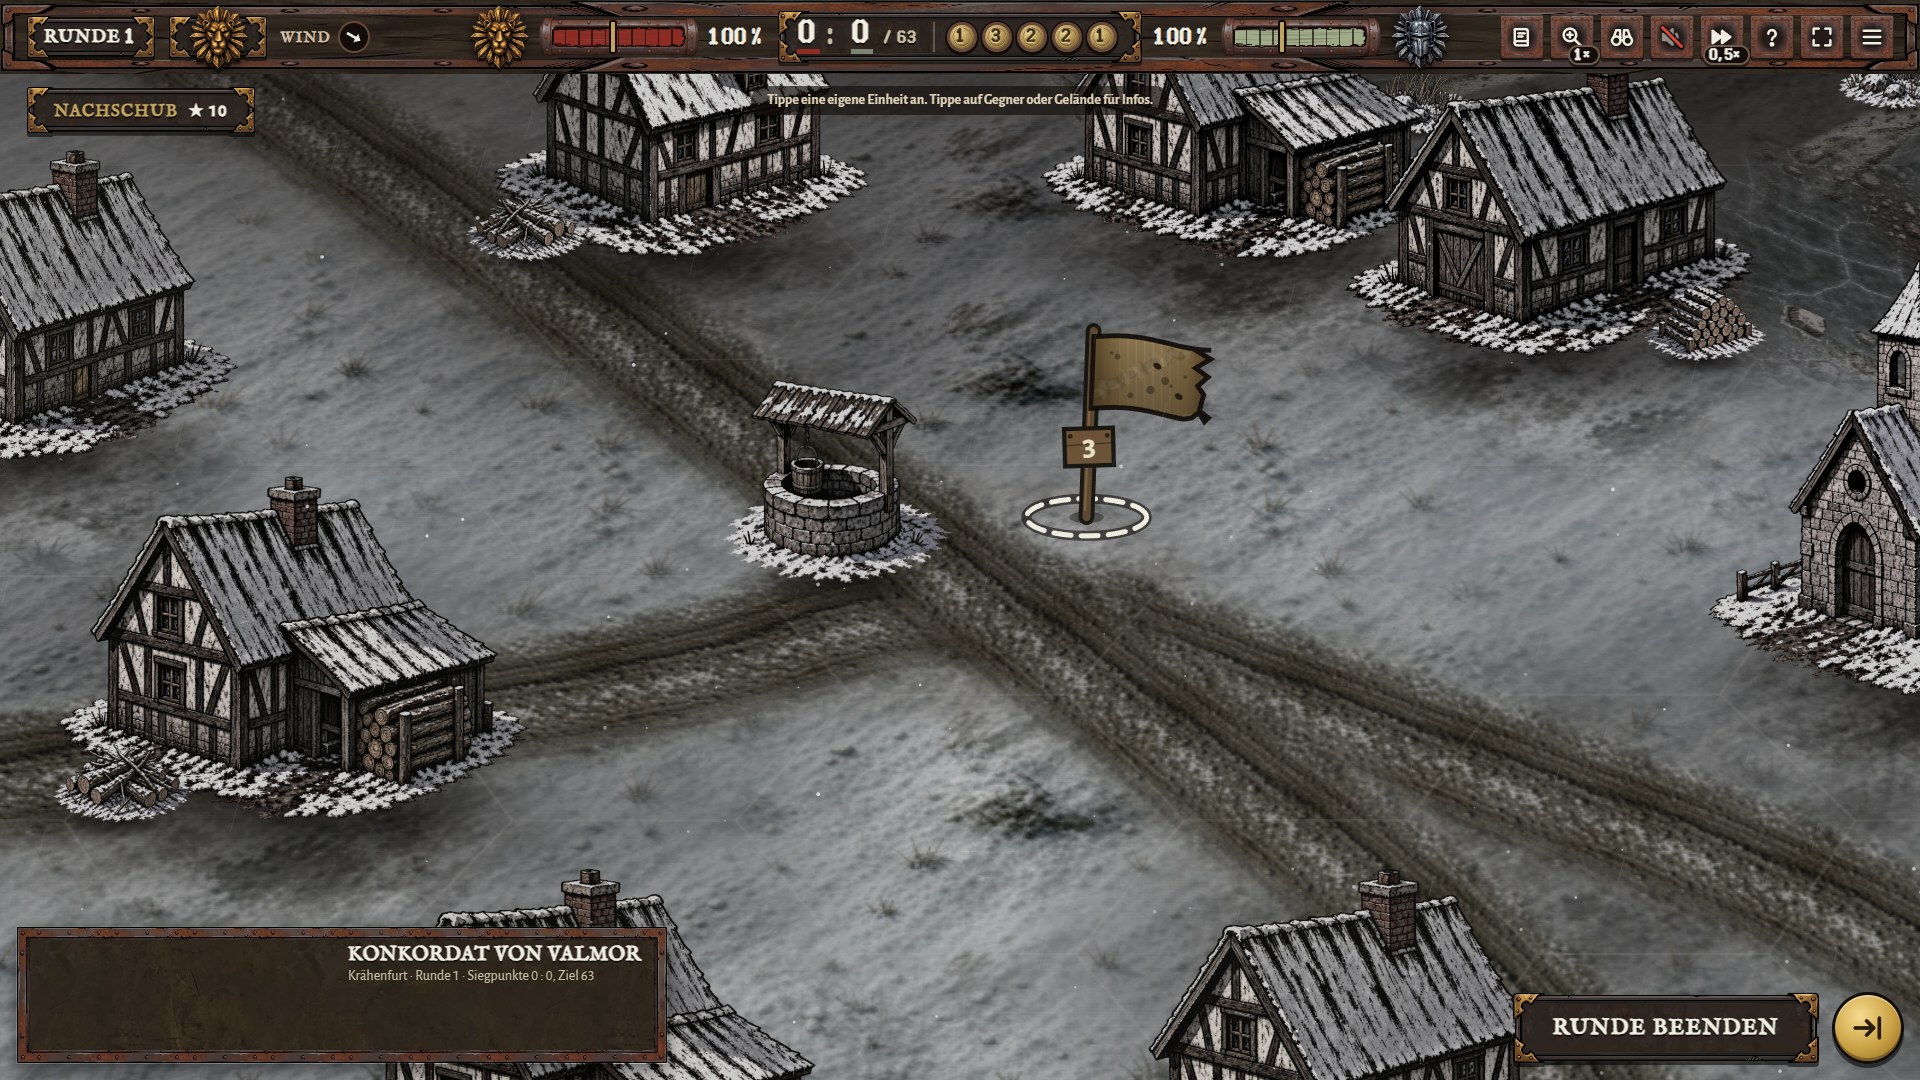 RUNDE 1
WIND
100 %
0 : 0 / 63
1 3 2 2 1
100 %
1×
0,5×
?
NACHSCHUB ★ 10
Tippe eine eigene Einheit an. Tippe auf Gegner oder Gelände für Infos.
3
KONKORDAT VON VALMOR
Krähenfurt · Runde 1 · Siegpunkte 0 : 0, Ziel 63
RUNDE BEENDEN